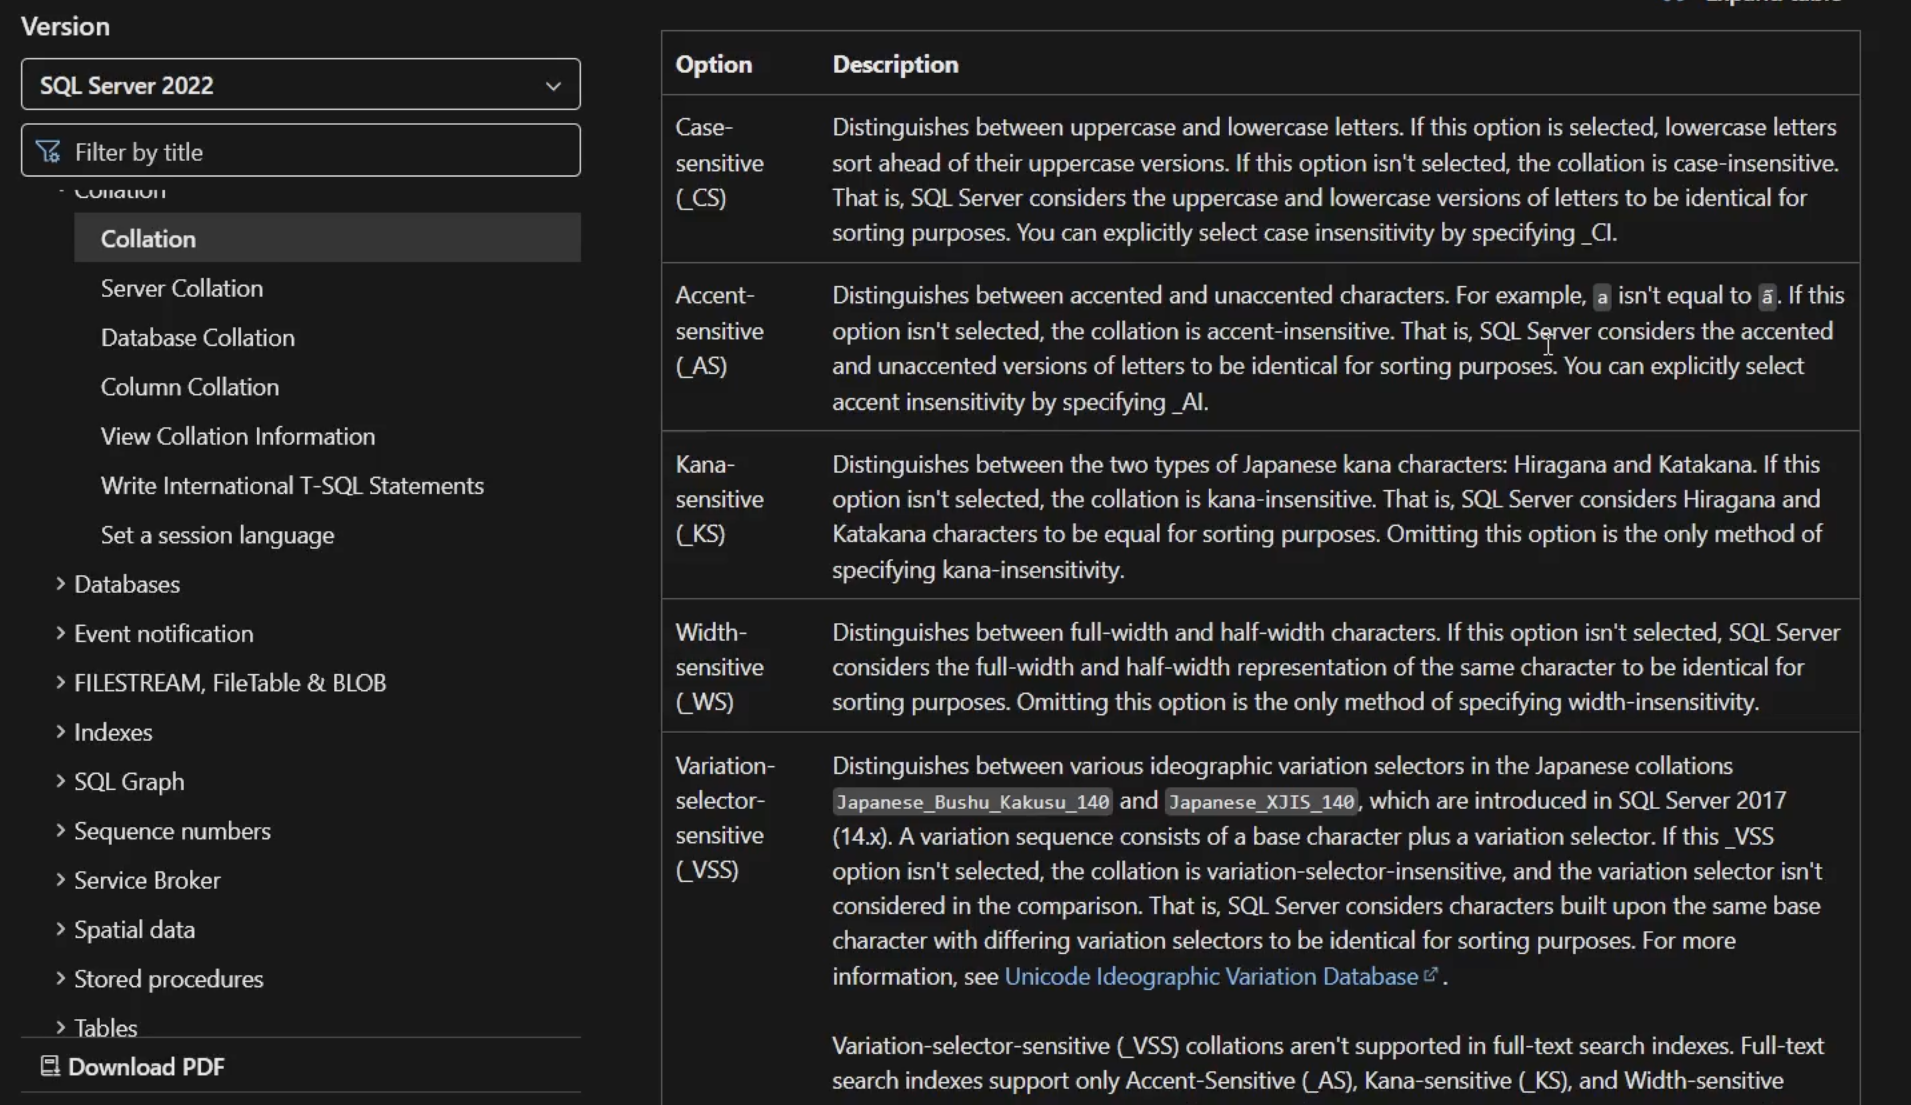 Version
SQL Server 2022
Filter by title
Collation
Collation
Server Collation
Database Collation
Column Collation
View Collation Information
Write International T-SQL Statements
Set a session language
Databases
Event notification
FILESTREAM, FileTable & BLOB
Indexes
SQL Graph
Sequence numbers
Service Broker
Spatial data
Stored procedures
Tables
Download PDF
Expand table
Option Description
Case-
sensitive
(_CS)
Distinguishes between uppercase and lowercase letters. If this option is selected, lowercase letters
sort ahead of their uppercase versions. If this option isn't selected, the collation is case-insensitive.
That is, SQL Server considers the uppercase and lowercase versions of letters to be identical for
sorting purposes. You can explicitly select case insensitivity by specifying _CI.
Accent-
sensitive
(_AS)
Distinguishes between accented and unaccented characters. For example, a isn't equal to ấ. If this
option isn't selected, the collation is accent-insensitive. That is, SQL Server considers the accented
and unaccented versions of letters to be identical for sorting purposes. You can explicitly select
accent insensitivity by specifying _AI.
Kana-
sensitive
(_KS)
Distinguishes between the two types of Japanese kana characters: Hiragana and Katakana. If this
option isn't selected, the collation is kana-insensitive. That is, SQL Server considers Hiragana and
Katakana characters to be equal for sorting purposes. Omitting this option is the only method of
specifying kana-insensitivity.
Width-
sensitive
(_WS)
Distinguishes between full-width and half-width characters. If this option isn't selected, SQL Server
considers the full-width and half-width representation of the same character to be identical for
sorting purposes. Omitting this option is the only method of specifying width-insensitivity.
Variation-
selector-
sensitive
(_VSS)
Distinguishes between various ideographic variation selectors in the Japanese collations
Japanese_Bushu_Kakusu_140 and Japanese_XJIS_140, which are introduced in SQL Server 2017
(14.x). A variation sequence consists of a base character plus a variation selector. If this _VSS
option isn't selected, the collation is variation-selector-insensitive, and the variation selector isn't
considered in the comparison. That is, SQL Server considers characters built upon the same base
character with differing variation selectors to be identical for sorting purposes. For more
information, see Unicode Ideographic Variation Database.
Variation-selector-sensitive (_VSS) collations aren't supported in full-text search indexes. Full-text
search indexes support only Accent-Sensitive (_AS), Kana-sensitive (_KS), and Width-sensitive